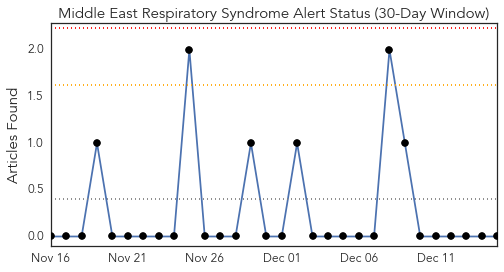 Middle East Respiratory Syndrome Alert Status (30-Day Window)
Articles Found
2.0
1.5
1.0
0.5
0.0
Nov 16 Nov 21 Nov 26 Dec 01 Dec 06 Dec 11